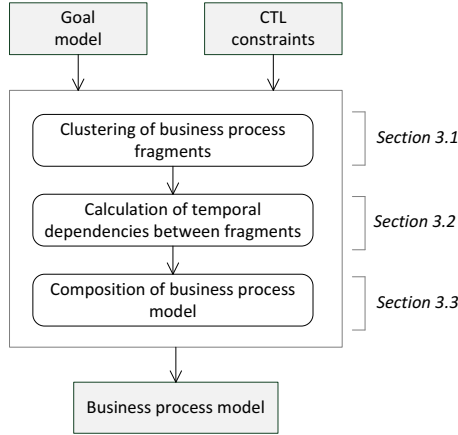 Goal
model
CTL
constraints
Clustering of business process
fragments
Section 3.1
Calculation of temporal
dependencies between fragments
Section 3.2
Composition of business process
model
Section 3.3
Business process model